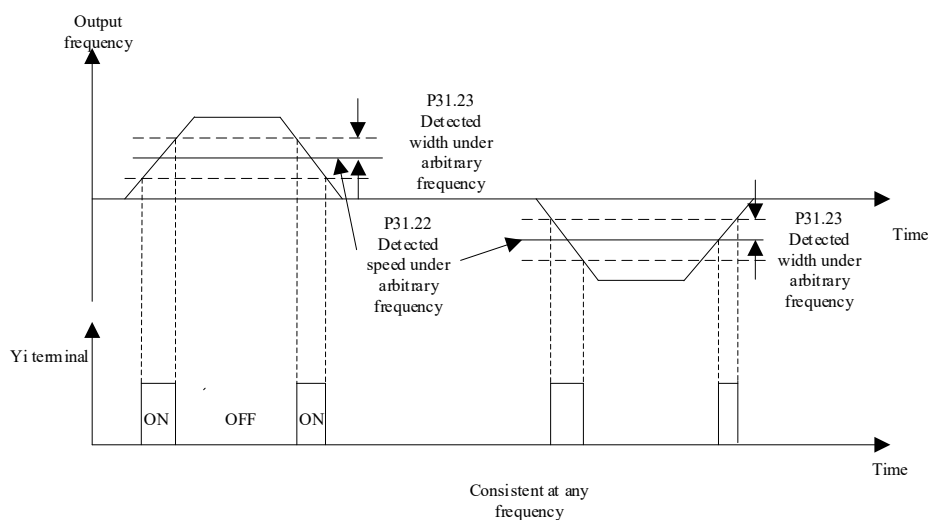 Output
frequency
P31.23
Detected
width under
arbitrary
frequency
P31.22
Detected
speed under
arbitrary
frequency
Time
P31.23
Detected
width under
arbitrary
frequency
Yi terminal
ON
OFF
ON
Time
Consistent at any
frequency